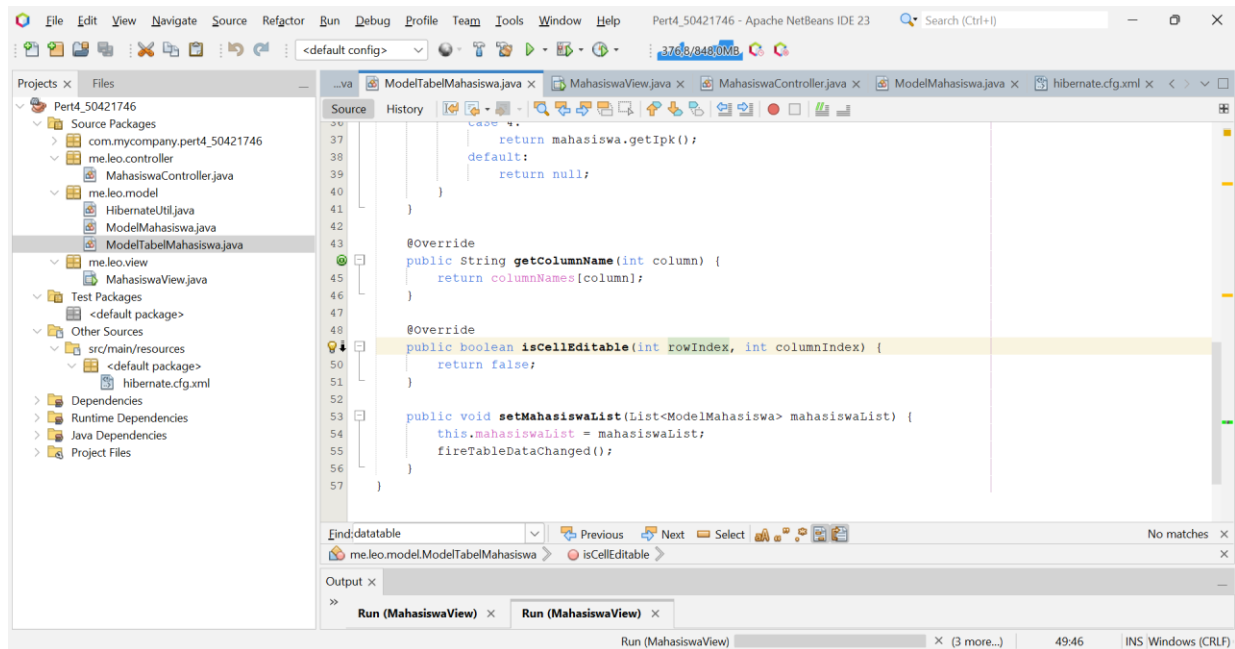 File Edit View Navigate Source Refactor Run Debug Profile Team Tools Window Help Pert4_50421746 - Apache NetBeans IDE 23 Search (Ctrl+I)
<default config> 376,8/848,0MB
Projects Files
Pert4_50421746
Source Packages
com.mycompany.pert4_50421746
me.leo.controller
MahasiswaController.java
me.leo.model
HibernateUtil.java
ModelMahasiswa.java
ModelTabelMahasiswa.java
me.leo.view
MahasiswaView.java
Test Packages
<default package>
Other Sources
src/main/resources
<default package>
hibernate.cfg.xml
Dependencies
Runtime Dependencies
Java Dependencies
Project Files
...va ModelTabelMahasiswa.java MahasiswaView.java MahasiswaController.java ModelMahasiswa.java hibernate.cfg.xml
Source History
36 case 4:
37 return mahasiswa.getIpk();
38 default:
39 return null;
40 }
41 }
42
43 @Override
public String getColumnName(int column) {
45 return columnNames[column];
46 }
47
48 @Override
public boolean isCellEditable(int rowIndex, int columnIndex) {
50 return false;
51 }
52
53 public void setMahasiswaList(List<ModelMahasiswa> mahasiswaList) {
54 this.mahasiswaList = mahasiswaList;
55 fireTableDataChanged();
56 }
57 }
Find: datatable Previous Next Select No matches
me.leo.model.ModelTabelMahasiswa isCellEditable
Output
Run (MahasiswaView) Run (MahasiswaView)
Run (MahasiswaView) (3 more...) 49:46 INS Windows (CRLF)